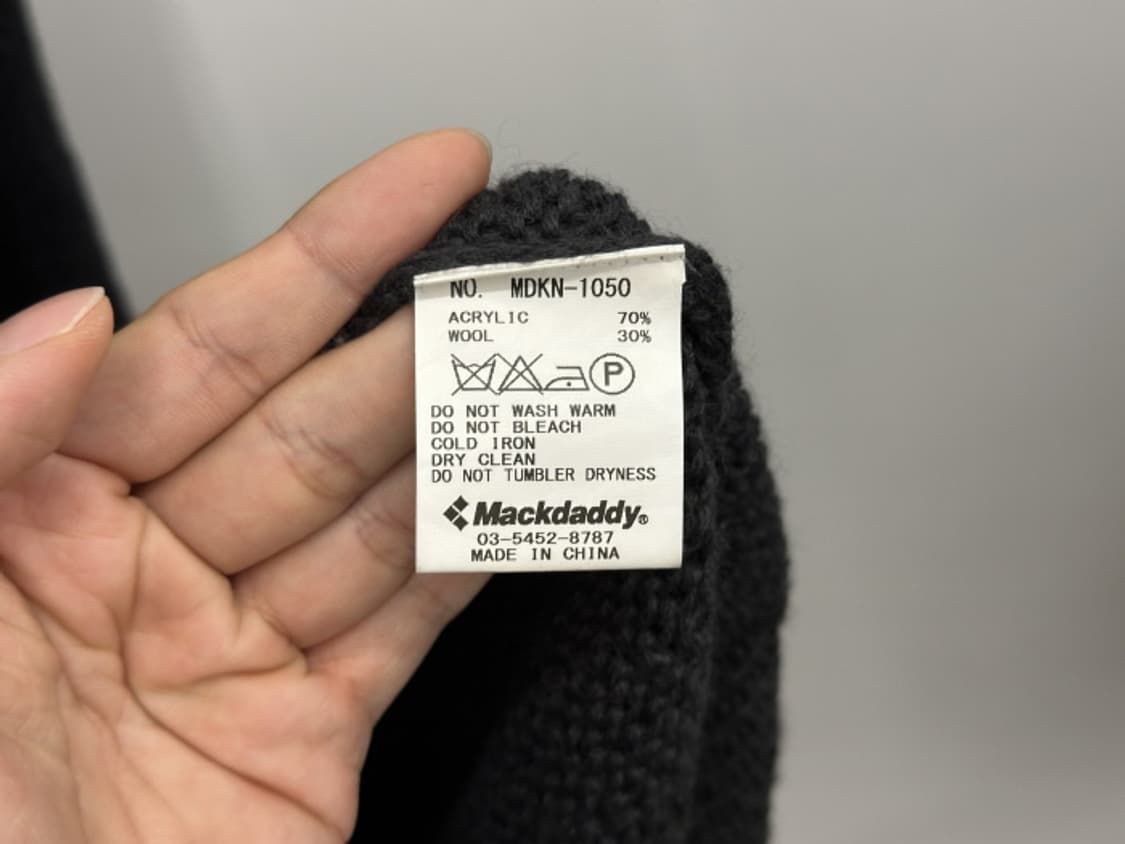 NO. MDKN-1050
ACRYLIC 70%
WOOL 30%
P
DO NOT WASH WARM
DO NOT BLEACH
COLD IRON
DRY CLEAN
DO NOT TUMBLER DRYNESS
Mackdaddy®
03-5452-8787
MADE IN CHINA